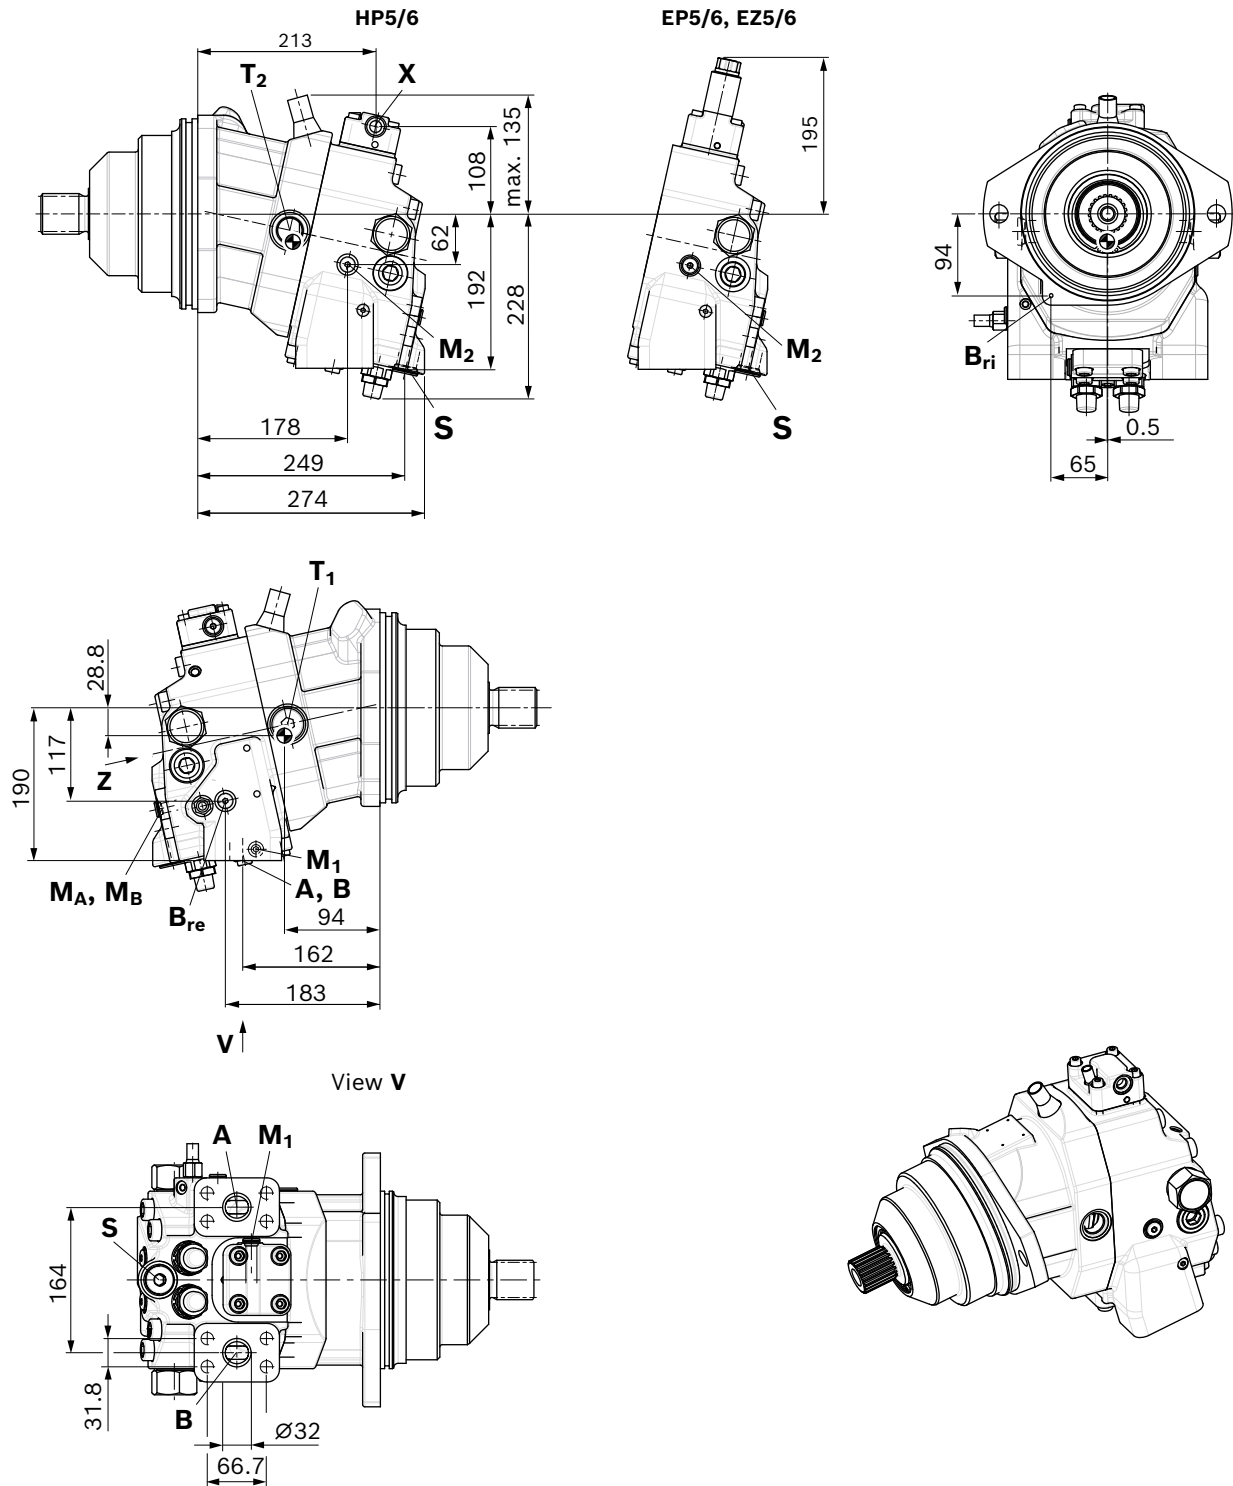 HP5/6
EP5/6, EZ5/6
213
T2
X
max. 135
108
62
192
228
M2
S
178
249
274
195
M2
S
94
Bri
0.5
65
T1
28.8
117
190
Z
MA, MB
Bre
M1
A, B
94
162
183
V
View V
A
M1
S
164
31.8
B
Ø32
66.7